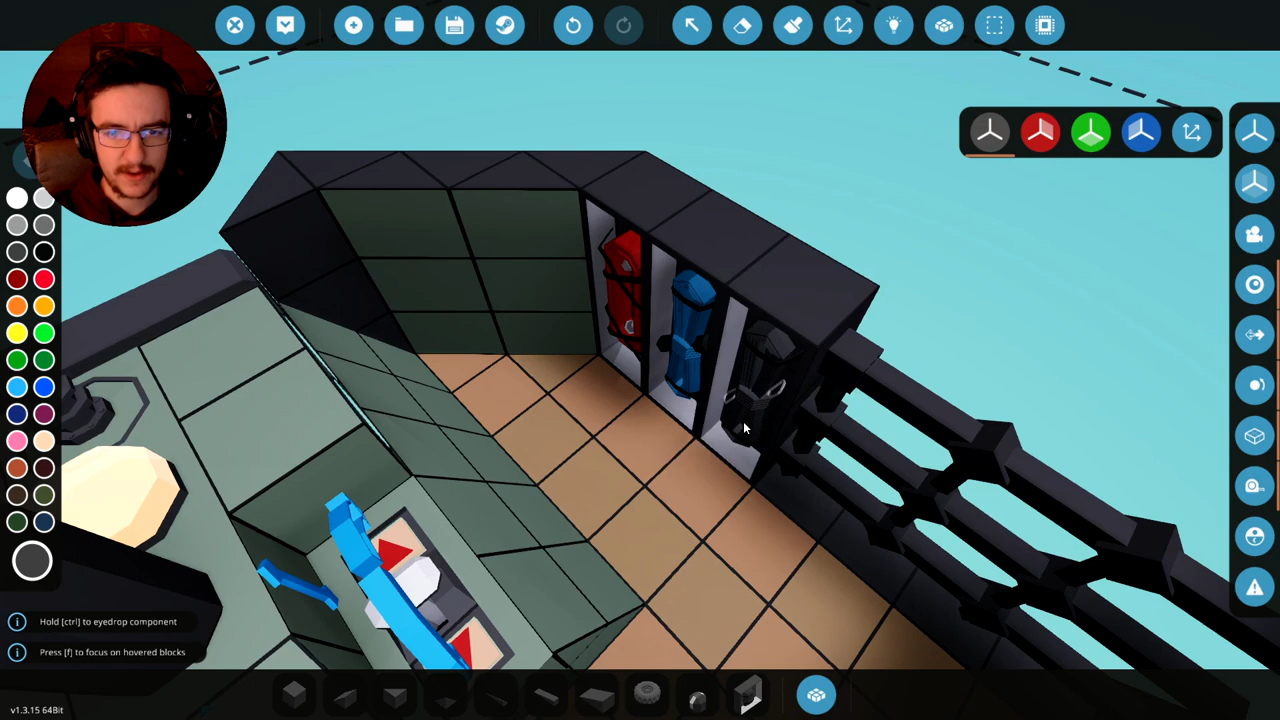 Hold [ctrl] to eyedrop component
Press [f] to focus on hovered blocks
v1.3.15 64Bit